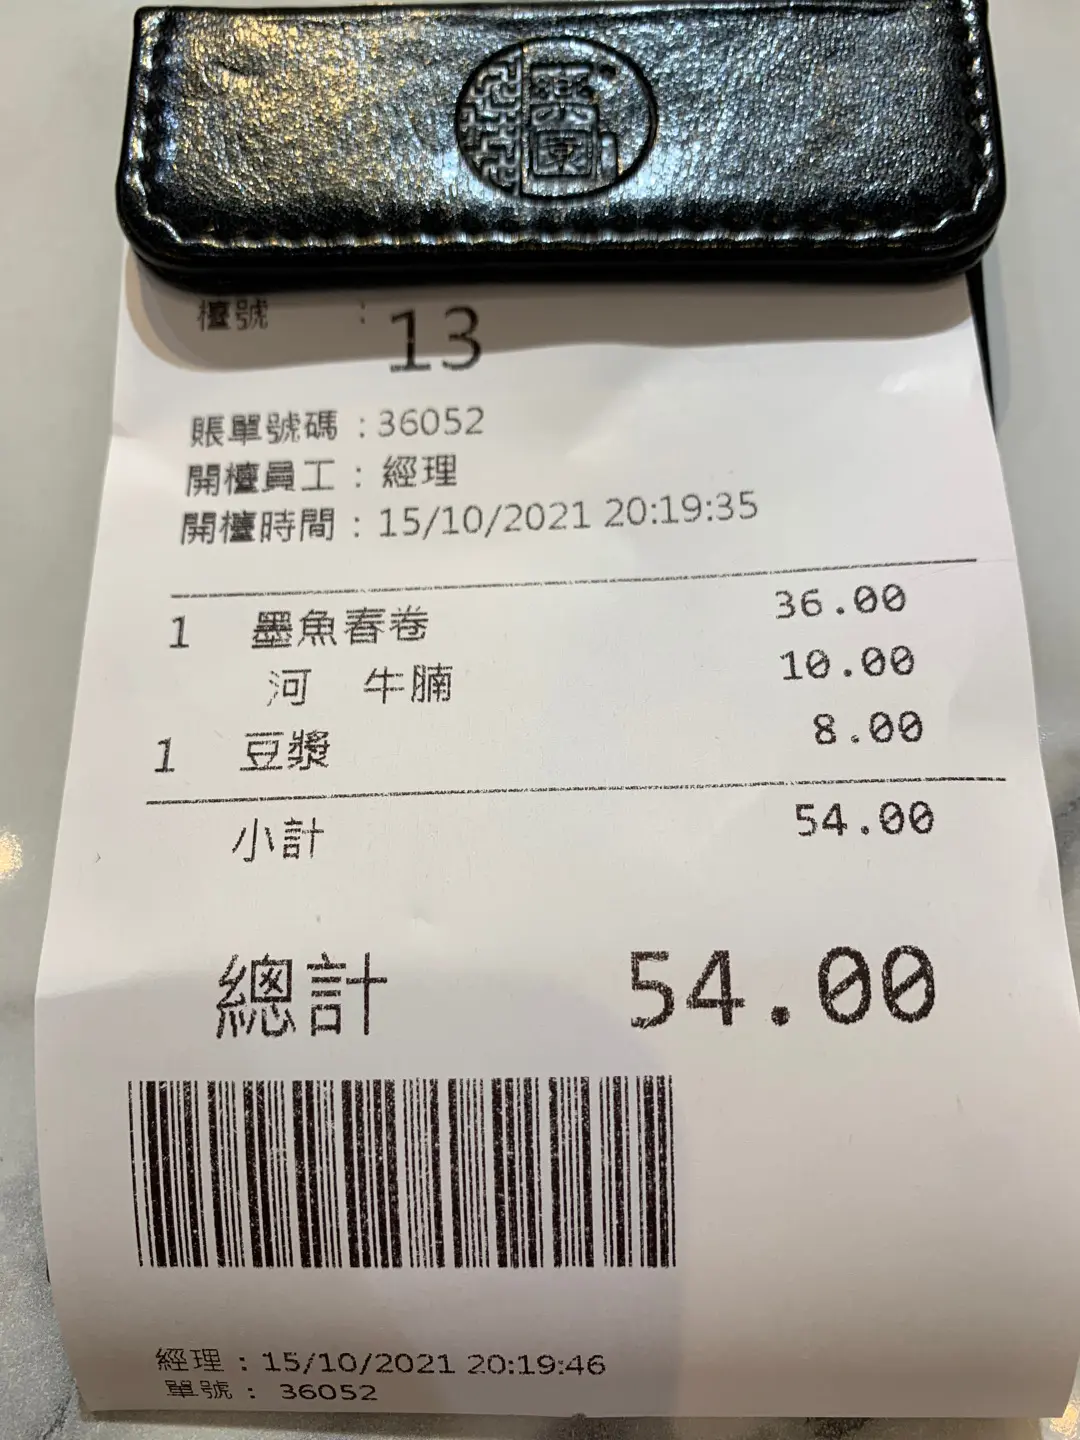 檯號 : 13
賬單號碼 : 36052
開檯員工 : 經理
開檯時間 : 15/10/2021 20:19:35
1 墨魚春卷 36.00
河 牛腩 10.00
1 豆漿 8.00
小計 54.00
總計 54.00
經理 : 15/10/2021 20:19:46
單號 : 36052